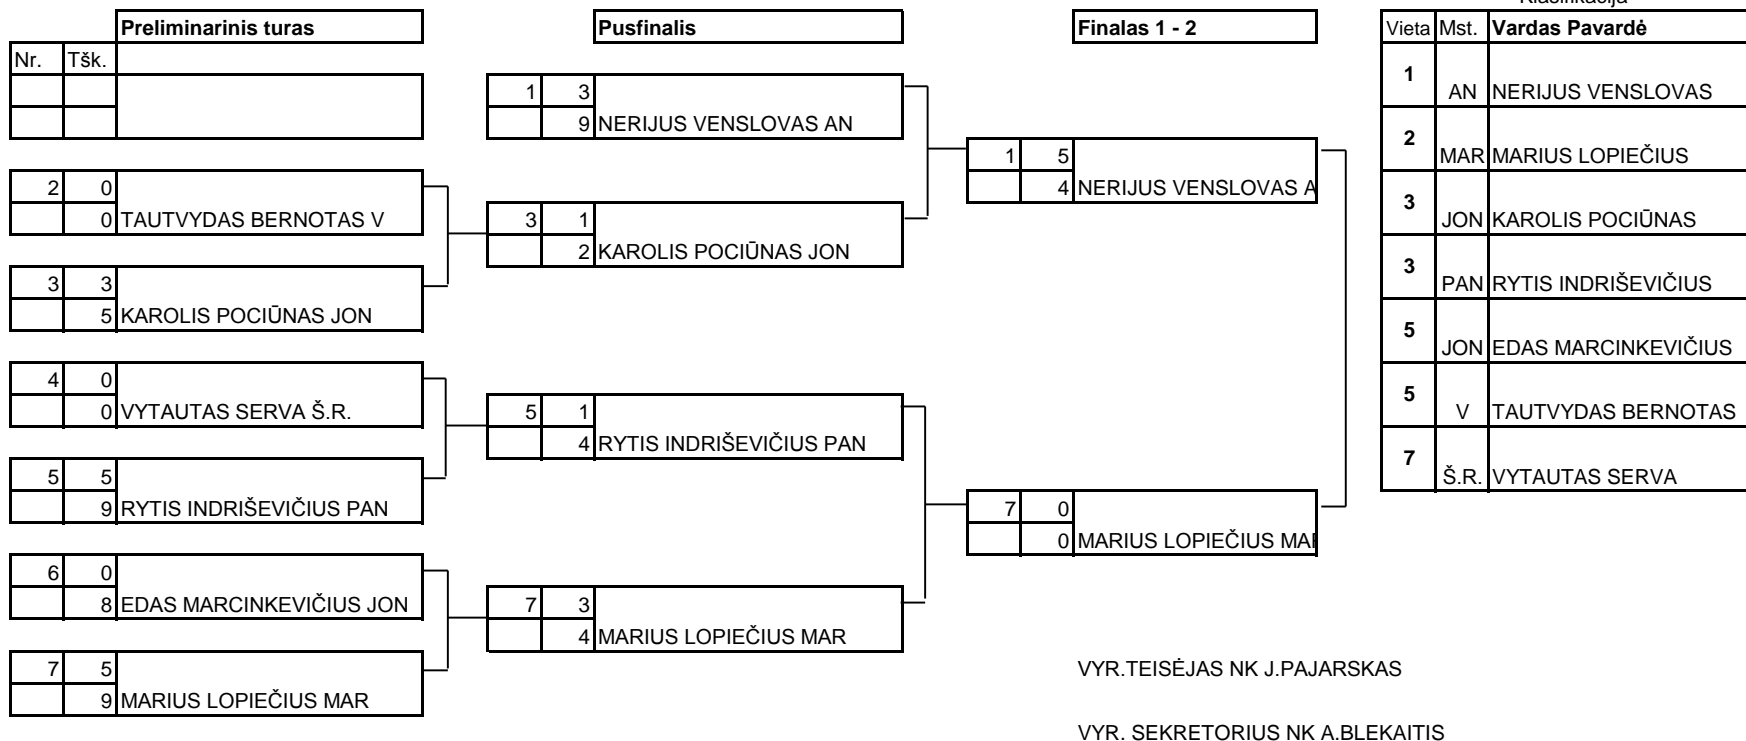 Klasifikacija
Preliminarinis turas
Pusfinalis
Finalas 1 - 2
Vieta Mst. Vardas Pavardė
Nr. Tšk.
1 3
9 NERIJUS VENSLOVAS AN
1
AN NERIJUS VENSLOVAS
2 0
0 TAUTVYDAS BERNOTAS V
3 1
2 KAROLIS POCIŪNAS JON
1 5
4 NERIJUS VENSLOVAS A
2
MAR MARIUS LOPIEČIUS
3
JON KAROLIS POCIŪNAS
3 3
5 KAROLIS POCIŪNAS JON
3
PAN RYTIS INDRIŠEVIČIUS
5
JON EDAS MARCINKEVIČIUS
4 0
0 VYTAUTAS SERVA Š.R.
5 1
4 RYTIS INDRIŠEVIČIUS PAN
5
V TAUTVYDAS BERNOTAS
7
Š.R. VYTAUTAS SERVA
5 5
9 RYTIS INDRIŠEVIČIUS PAN
7 0
0 MARIUS LOPIEČIUS MAR
6 0
8 EDAS MARCINKEVIČIUS JON
7 3
4 MARIUS LOPIEČIUS MAR
7 5
9 MARIUS LOPIEČIUS MAR
VYR.TEISĖJAS NK J.PAJARSKAS
VYR. SEKRETORIUS NK A.BLEKAITIS